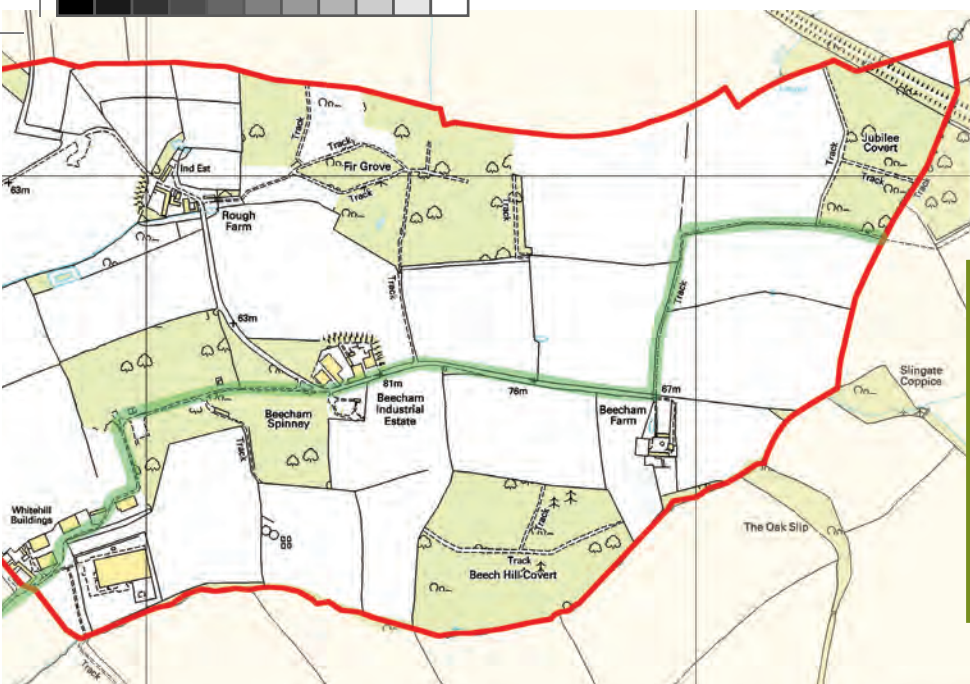 Jubilee
Covert
Track
Track
Track
Track
Track
Fir Grove
Track
Track
Ind Est
63m
Rough
Farm
Track
Track
63m
Slingate
Coppice
81m
76m
67m
Beecham
Industrial
Estate
Beecham
Farm
Beecham
Spinney
Track
Whitehill
Buildings
Track
The Oak Slip
Track
Beech Hill Covert
Track